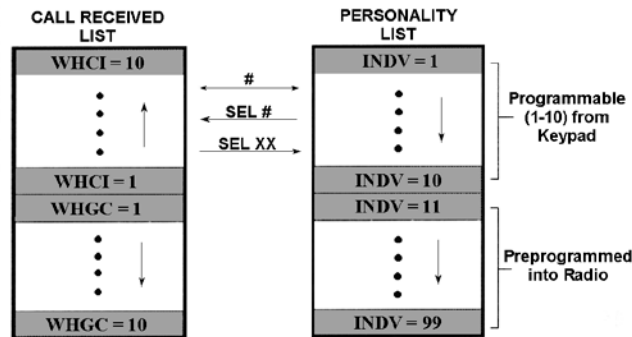 CALL RECEIVED
LIST
WHCI = 10
WHCI = 1
WHGC = 1
WHGC = 10
#
SEL #
SEL XX
PERSONALITY
LIST
INDV = 1
INDV = 10
INDV = 11
INDV = 99
Programmable
(1-10) from
Keypad
Preprogrammed
into Radio